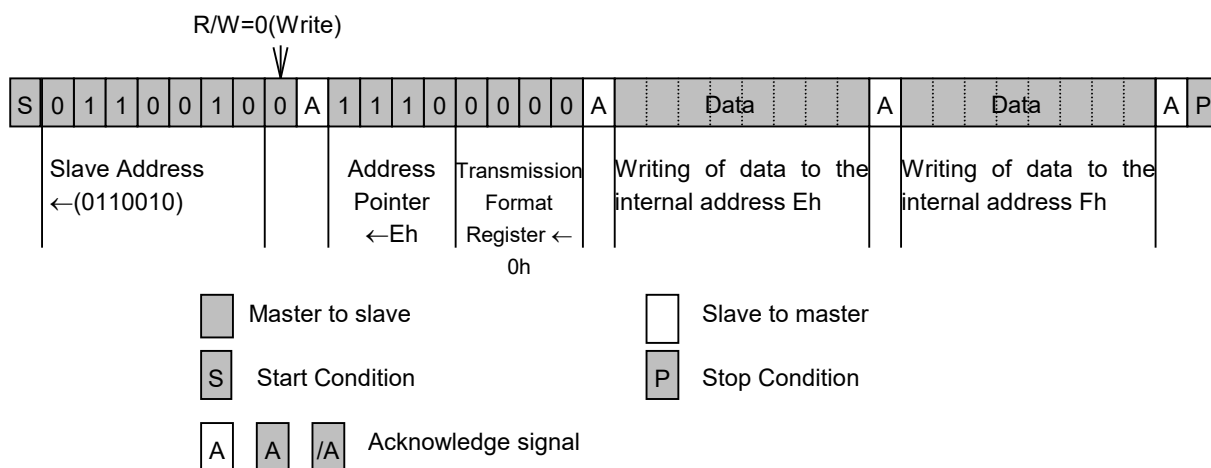 R/W=0(Write)
S 0 1 1 0 0 1 0 0 A 1 1 1 0 0 0 0 0 A Data A Data A P
Slave Address
←(0110010)
Address
Pointer
←Eh
Transmission
Format
Register ←
0h
Writing of data to the
internal address Eh
Writing of data to the
internal address Fh
Master to slave
Slave to master
S Start Condition
P Stop Condition
A A /A Acknowledge signal